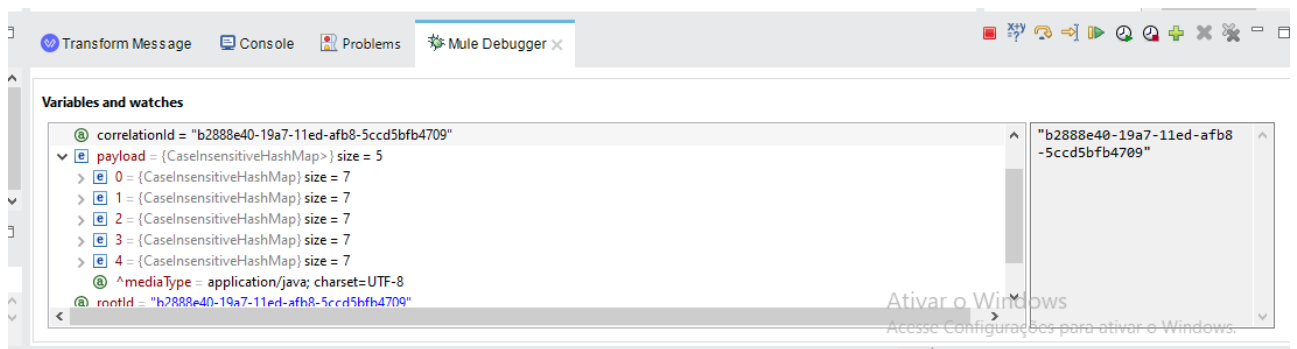 Transform Message Console Problems Mule Debugger
x+y
=?
Variables and watches
correlationId = "b2888e40-19a7-11ed-afb8-5ccd5bfb4709"
payload = {CaseInsensitiveHashMap>} size = 5
0 = {CaseInsensitiveHashMap} size = 7
1 = {CaseInsensitiveHashMap} size = 7
2 = {CaseInsensitiveHashMap} size = 7
3 = {CaseInsensitiveHashMap} size = 7
4 = {CaseInsensitiveHashMap} size = 7
^mediaType = application/java; charset=UTF-8
rootId = "b2888e40-19a7-11ed-afb8-5ccd5bfb4709"
"b2888e40-19a7-11ed-afb8
-5ccd5bfb4709"
Ativar o Windows
Acesse Configurações para ativar o Windows.